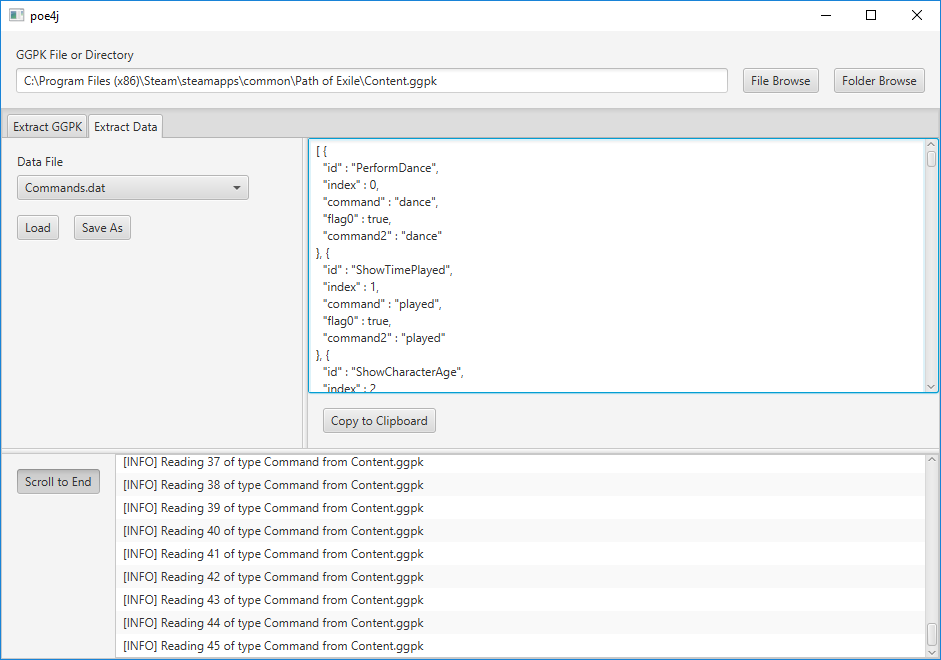 poe4j
GGPK File or Directory
C:\Program Files (x86)\Steam\steamapps\common\Path of Exile\Content.ggpk
File Browse
Folder Browse
Extract GGPK
Extract Data
Data File
Commands.dat
Load
Save As
[ {
"id" : "PerformDance",
"index" : 0,
"command" : "dance",
"flag0" : true,
"command2" : "dance"
}, {
"id" : "ShowTimePlayed",
"index" : 1,
"command" : "played",
"flag0" : true,
"command2" : "played"
}, {
"id" : "ShowCharacterAge",
"index" : 2
Copy to Clipboard
Scroll to End
[INFO] Reading 37 of type Command from Content.ggpk
[INFO] Reading 38 of type Command from Content.ggpk
[INFO] Reading 39 of type Command from Content.ggpk
[INFO] Reading 40 of type Command from Content.ggpk
[INFO] Reading 41 of type Command from Content.ggpk
[INFO] Reading 42 of type Command from Content.ggpk
[INFO] Reading 43 of type Command from Content.ggpk
[INFO] Reading 44 of type Command from Content.ggpk
[INFO] Reading 45 of type Command from Content.ggpk